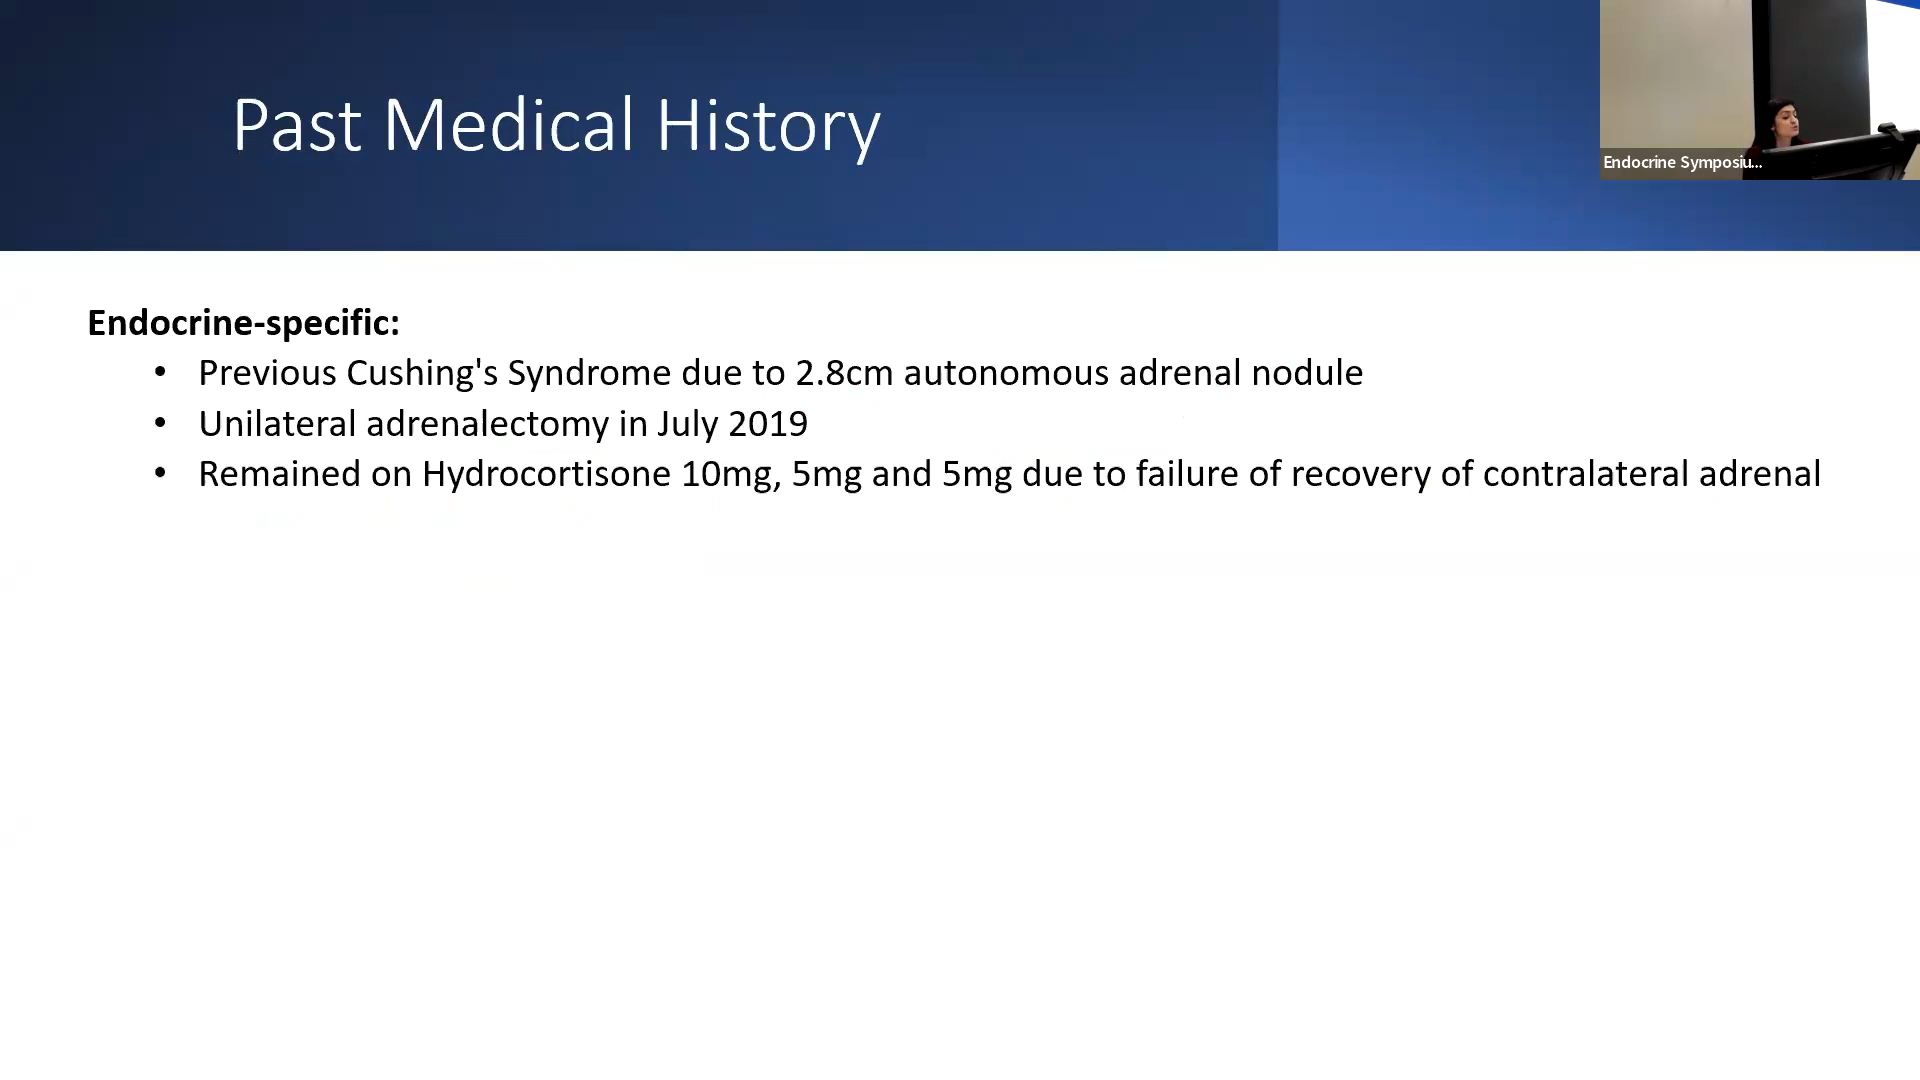 Past Medical History
Endocrine Symposiu...
Endocrine-specific:
• Previous Cushing's Syndrome due to 2.8cm autonomous adrenal nodule
• Unilateral adrenalectomy in July 2019
• Remained on Hydrocortisone 10mg, 5mg and 5mg due to failure of recovery of contralateral adrenal